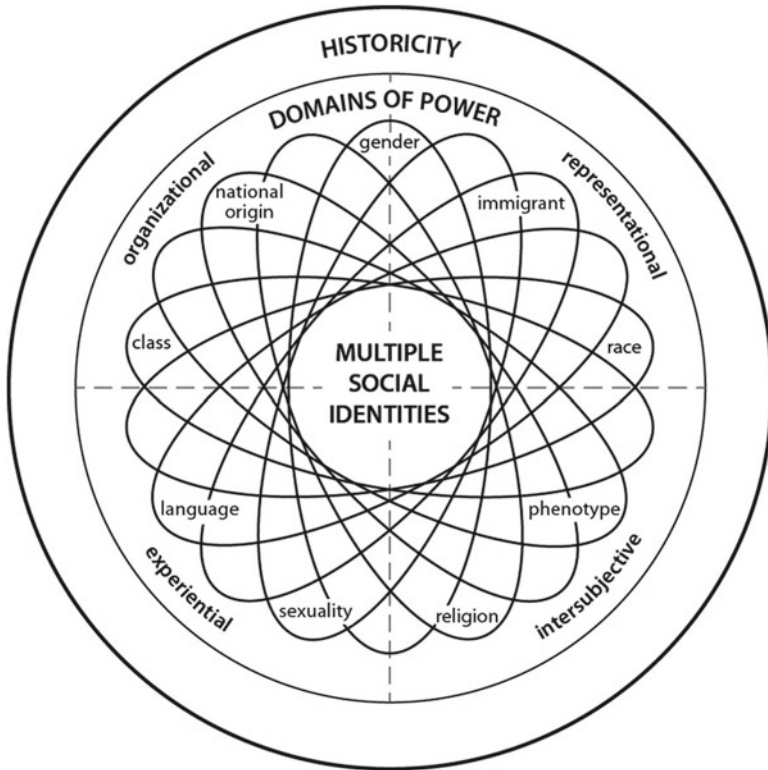 HISTORICITY
DOMAINS OF POWER
organizational
representational
gender
national
origin
immigrant
class
race
MULTIPLE
SOCIAL
IDENTITIES
language
phenotype
sexuality
religion
experiential
intersubjective